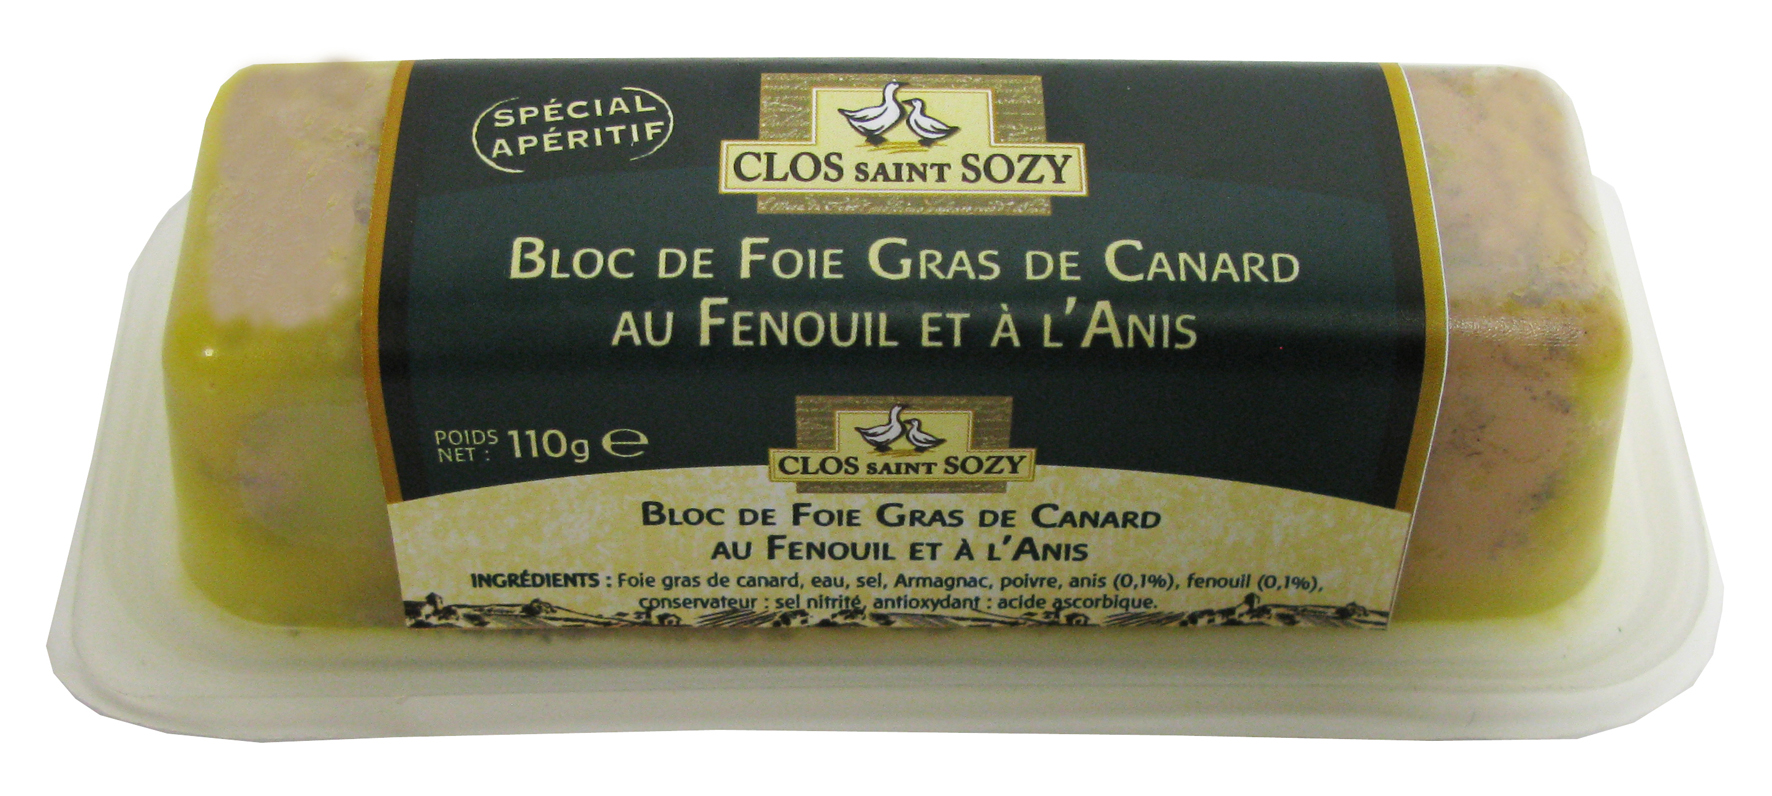 SPÉCIAL
APÉRITIF
CLOS SAINT SOZY
BLOC DE FOIE GRAS DE CANARD
AU FENOUIL ET À L'ANIS
POIDS
NET : 110g ℮
CLOS SAINT SOZY
BLOC DE FOIE GRAS DE CANARD
AU FENOUIL ET À L'ANIS
INGRÉDIENTS : Foie gras de canard, eau, sel, Armagnac, poivre, anis (0,1%), fenouil (0,1%),
conservateur : sel nitrité, antioxydant : acide ascorbique.